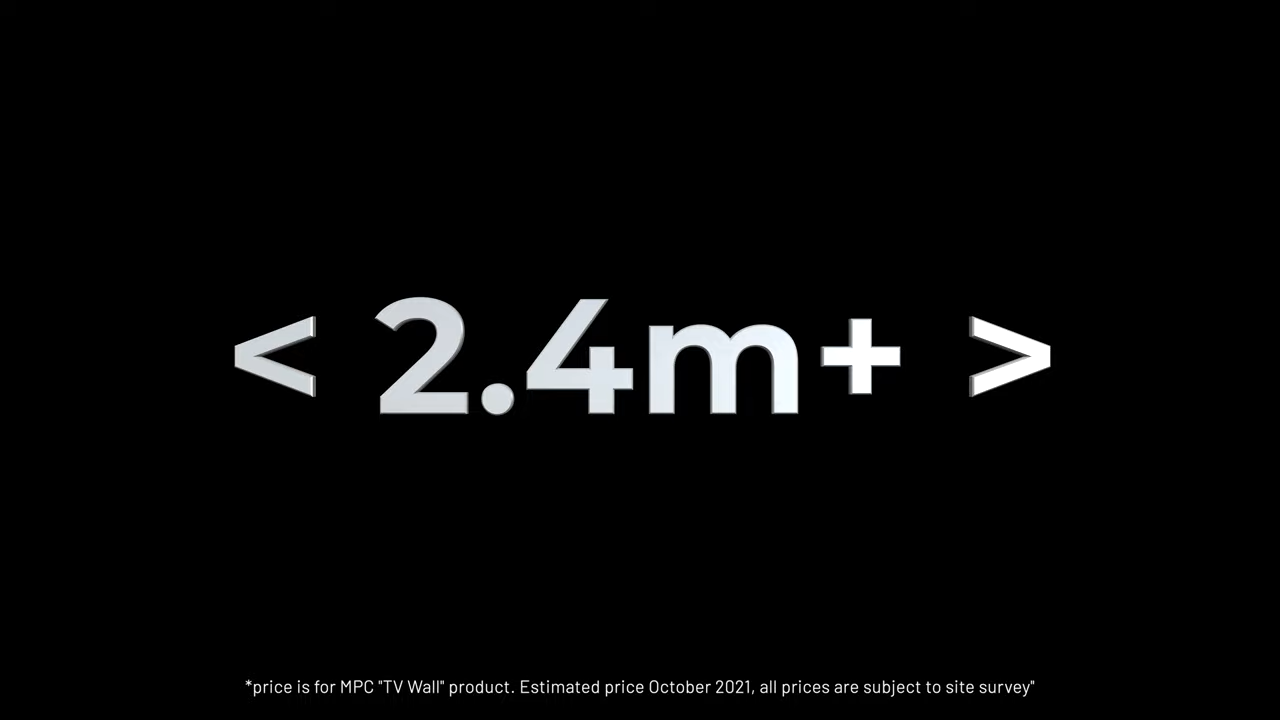 < 2.4m+ >
*price is for MPC "TV Wall" product. Estimated price October 2021, all prices are subject to site survey"